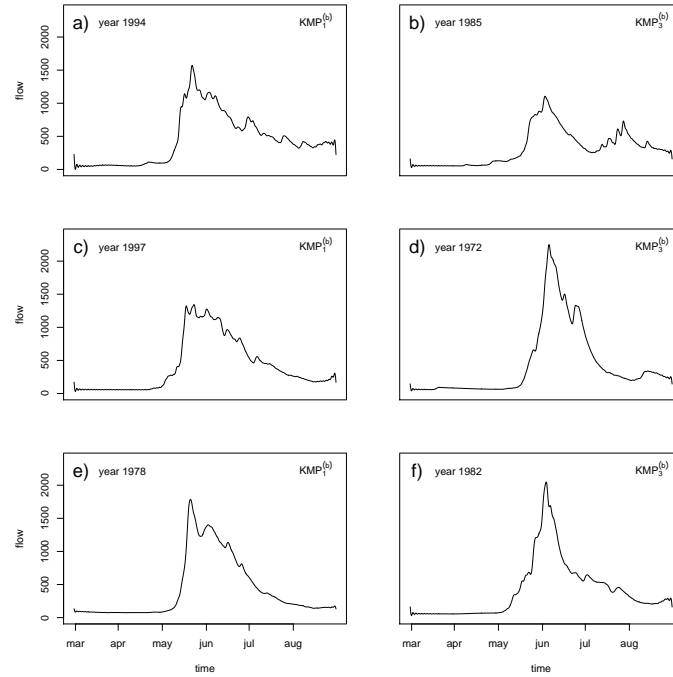 a) year 1994 KMP₁⁽ᵇ⁾
b) year 1985 KMP₃⁽ᵇ⁾
flow
0 500 1000 1500 2000
c) year 1997 KMP₁⁽ᵇ⁾
d) year 1972 KMP₃⁽ᵇ⁾
flow
0 500 1000 1500 2000
e) year 1978 KMP₁⁽ᵇ⁾
f) year 1982 KMP₃⁽ᵇ⁾
flow
0 500 1000 1500 2000
mar apr may jun jul aug
mar apr may jun jul aug
time
time